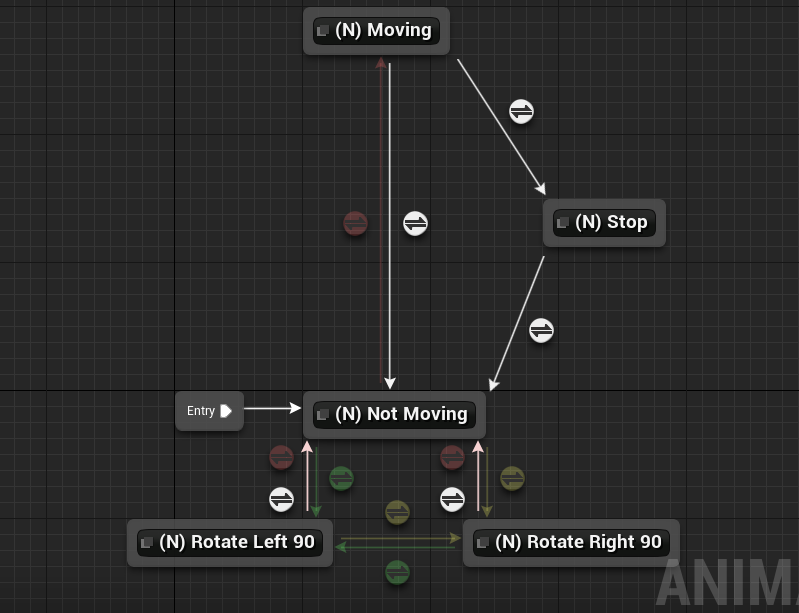 (N) Moving
(N) Stop
Entry
(N) Not Moving
(N) Rotate Left 90
(N) Rotate Right 90
ANIM